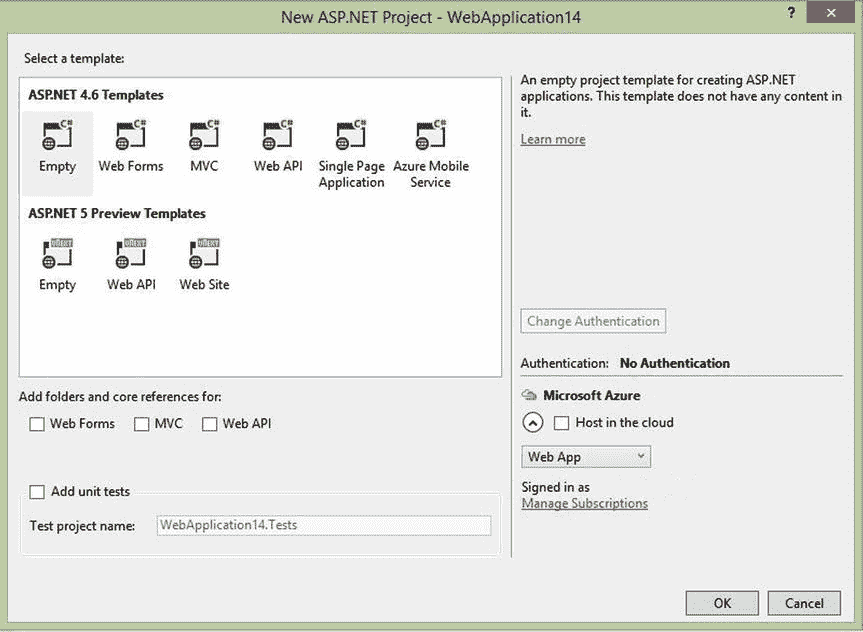 New ASP.NET Project - WebApplication14
?
Select a template:
ASP.NET 4.6 Templates
Empty
Web Forms
MVC
Web API
Single Page
Application
Azure Mobile
Service
ASP.NET 5 Preview Templates
Empty
Web API
Web Site
An empty project template for creating ASP.NET
applications. This template does not have any content in
it.
Learn more
Change Authentication
Authentication: No Authentication
Microsoft Azure
Host in the cloud
Web App
Signed in as
Manage Subscriptions
Add folders and core references for:
Web Forms
MVC
Web API
Add unit tests
Test project name:
WebApplication14.Tests
OK
Cancel